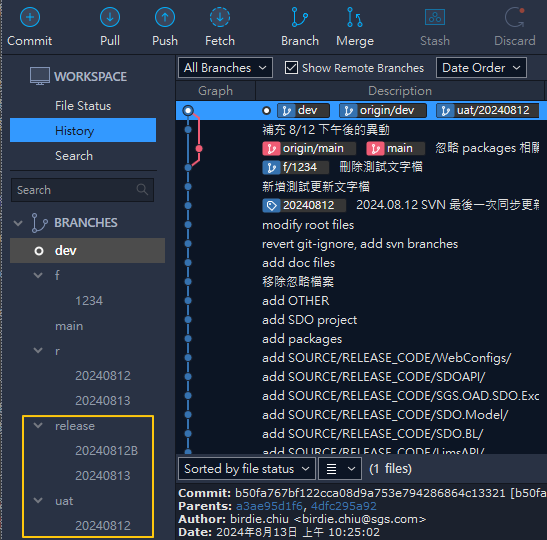 Commit Pull Push Fetch Branch Merge Stash Discard
WORKSPACE
File Status
History
Search
Search
BRANCHES
dev
f
1234
main
r
20240812
20240813
release
20240812B
20240813
uat
20240812
All Branches Show Remote Branches Date Order
Graph Description
dev origin/dev uat/20240812
補充 8/12 下午後的異動
origin/main main 忽略 packages 相關
f/1234 刪除測試文字檔
新增測試更新文字檔
20240812 2024.08.12 SVN 最後一次同步更新
modify root files
revert git-ignore, add svn branches
add doc files
移除忽略檔案
add OTHER
add SDO project
add packages
add SOURCE/RELEASE_CODE/WebConfigs/
add SOURCE/RELEASE_CODE/SDOAPI/
add SOURCE/RELEASE_CODE/SGS.OAD.SDO.Exc
add SOURCE/RELEASE_CODE/SDO.Model/
add SOURCE/RELEASE_CODE/SDO.BL/
add SOURCE/RELEASE_CODE/LimsAPI/
Sorted by file status (1 files)
Commit: b50fa767bf122cca08d9a753e794286864c13321 [b50fa
Parents: a3ae95d1f6, 4dfc295a92
Author: birdie.chiu <birdie.chiu@sgs.com>
Date: 2024年8月13日 上午 10:25:02